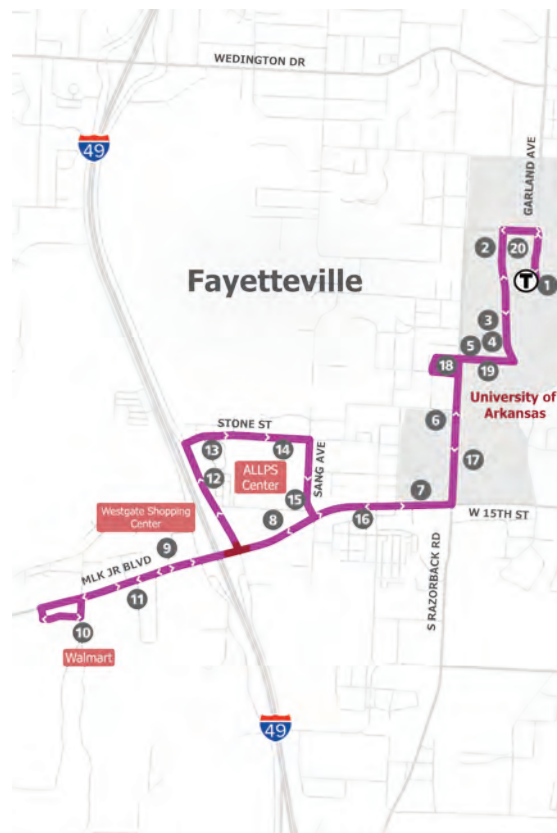 WEDINGTON DR
49
GARLAND AVE
2
20
Fayetteville
T
1
3
4
5
18
19
University of
Arkansas
6
STONE ST
13
14
SANG AVE
17
12
ALLPS
Center
15
7
Westgate Shopping
Center
8
16
W 15TH ST
9
MLK JR BLVD
11
S RAZORBACK RD
10
Walmart
49